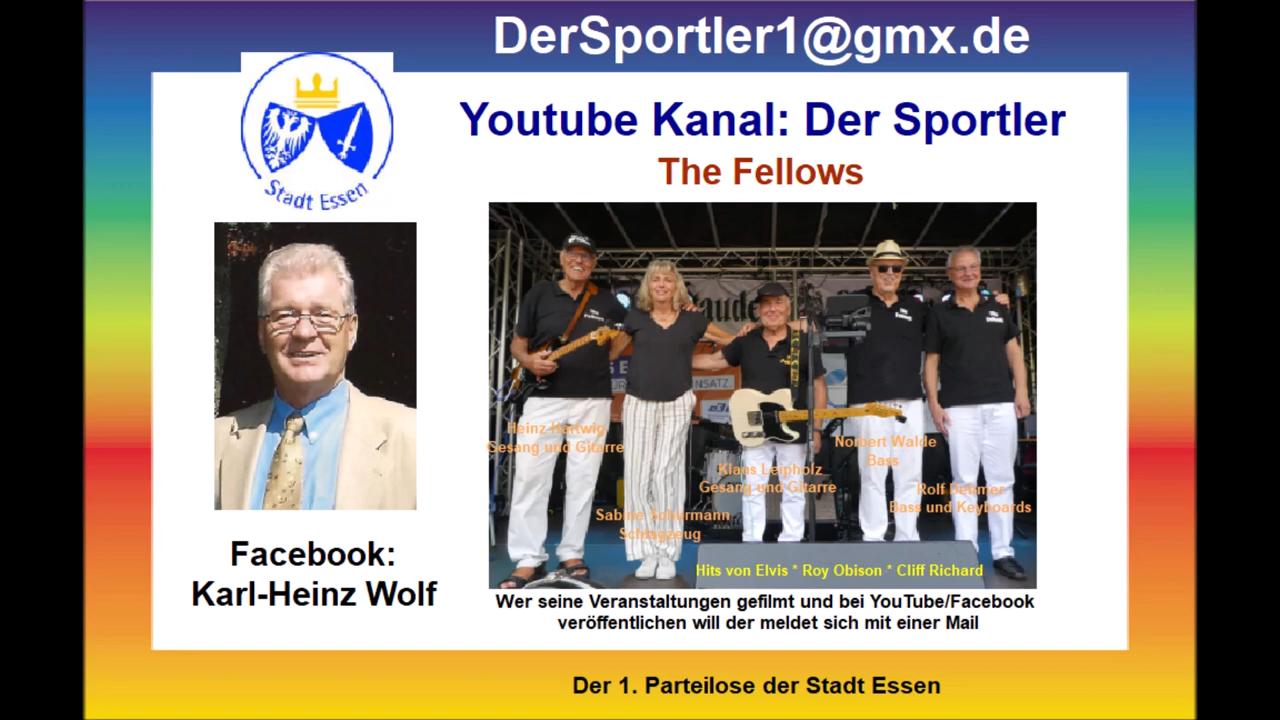 DerSportler1@gmx.de
Stadt Essen
Youtube Kanal: Der Sportler
The Fellows
Heinz Hartwig
Gesang und Gitarre
Sabine Schürmann
Schlagzeug
Klaus Leipholz
Gesang und Gitarre
Norbert Walde
Bass
Rolf
Bass und Keyboards
Hits von Elvis * Roy Obison * Cliff Richard
Facebook:
Karl-Heinz Wolf
Wer seine Veranstaltungen gefilmt und bei YouTube/Facebook
veröffentlichen will der meldet sich mit einer Mail
Der 1. Parteilose der Stadt Essen